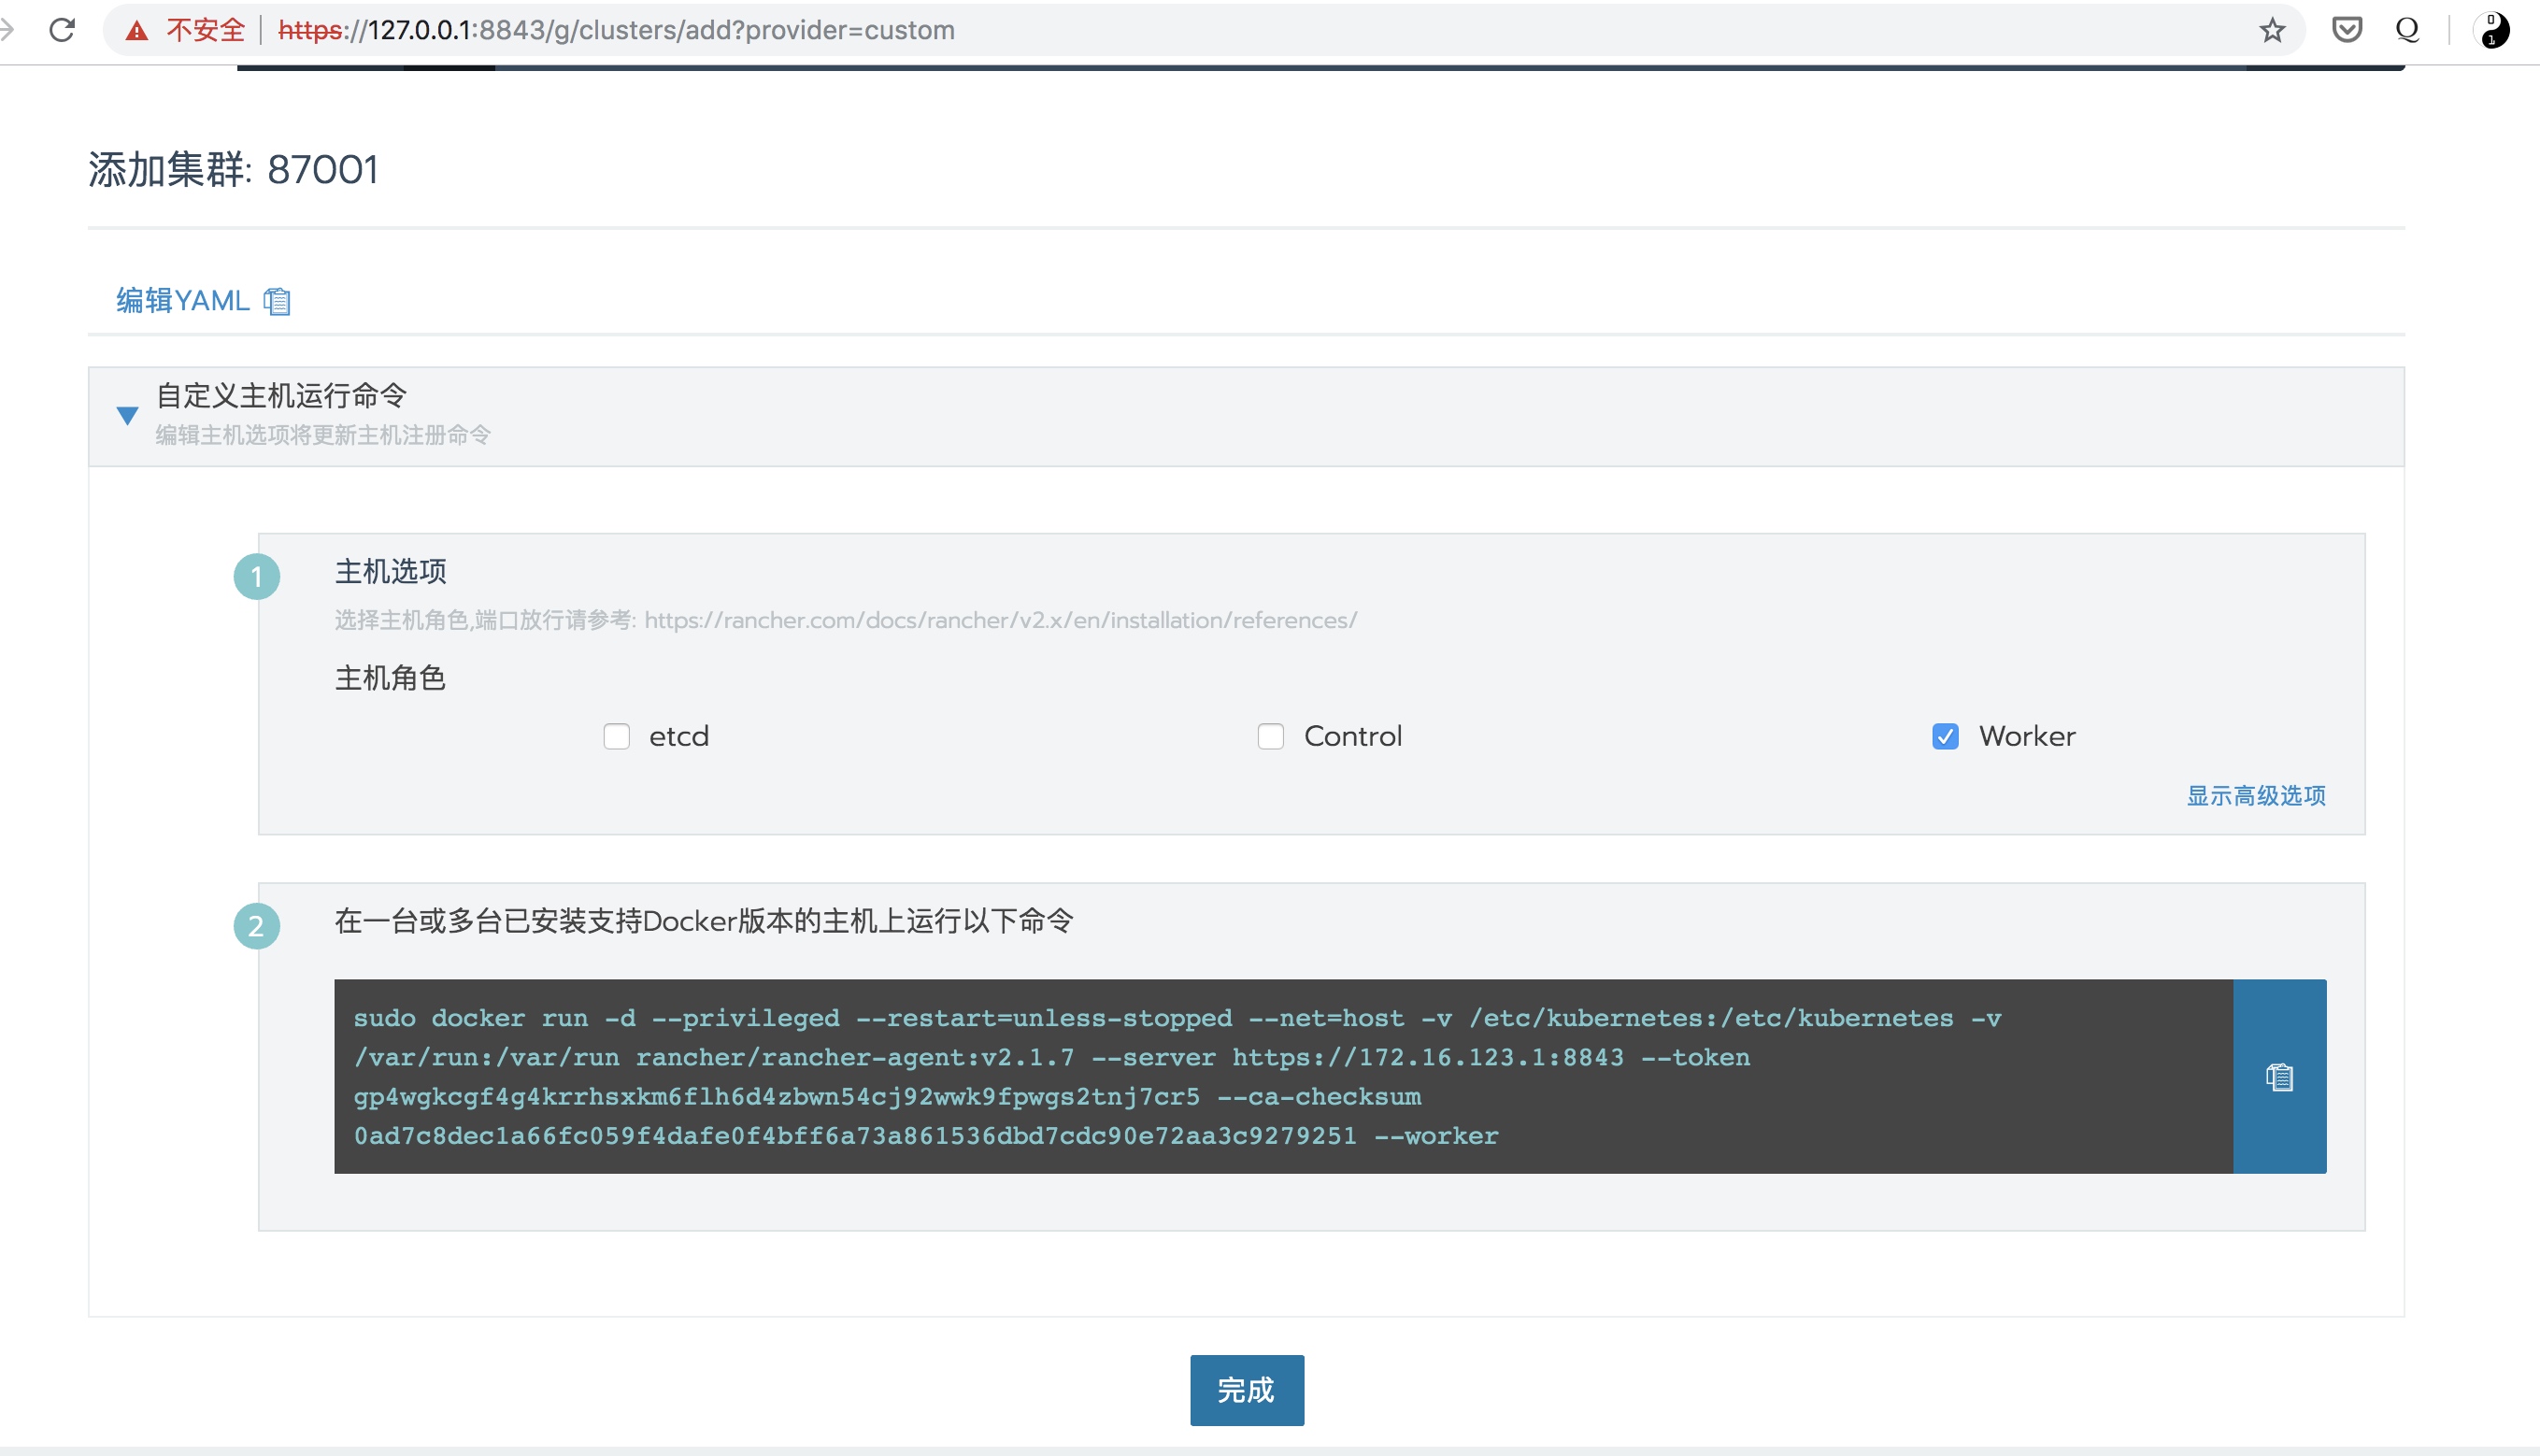 不安全 https://127.0.0.1:8843/g/clusters/add?provider=custom
添加集群: 87001
编辑YAML
自定义主机运行命令
编辑主机选项将更新主机注册命令
1 主机选项
选择主机角色,端口放行请参考: https://rancher.com/docs/rancher/v2.x/en/installation/references/
主机角色
etcd Control Worker
显示高级选项
2 在一台或多台已安装支持Docker版本的主机上运行以下命令
sudo docker run -d --privileged --restart=unless-stopped --net=host -v /etc/kubernetes:/etc/kubernetes -v
/var/run:/var/run rancher/rancher-agent:v2.1.7 --server https://172.16.123.1:8843 --token
gp4wgkcgf4g4krrhsxkm6flh6d4zbwn54cj92wwk9fpwgs2tnj7cr5 --ca-checksum
0ad7c8dec1a66fc059f4dafe0f4bff6a73a861536dbd7cdc90e72aa3c9279251 --worker
完成